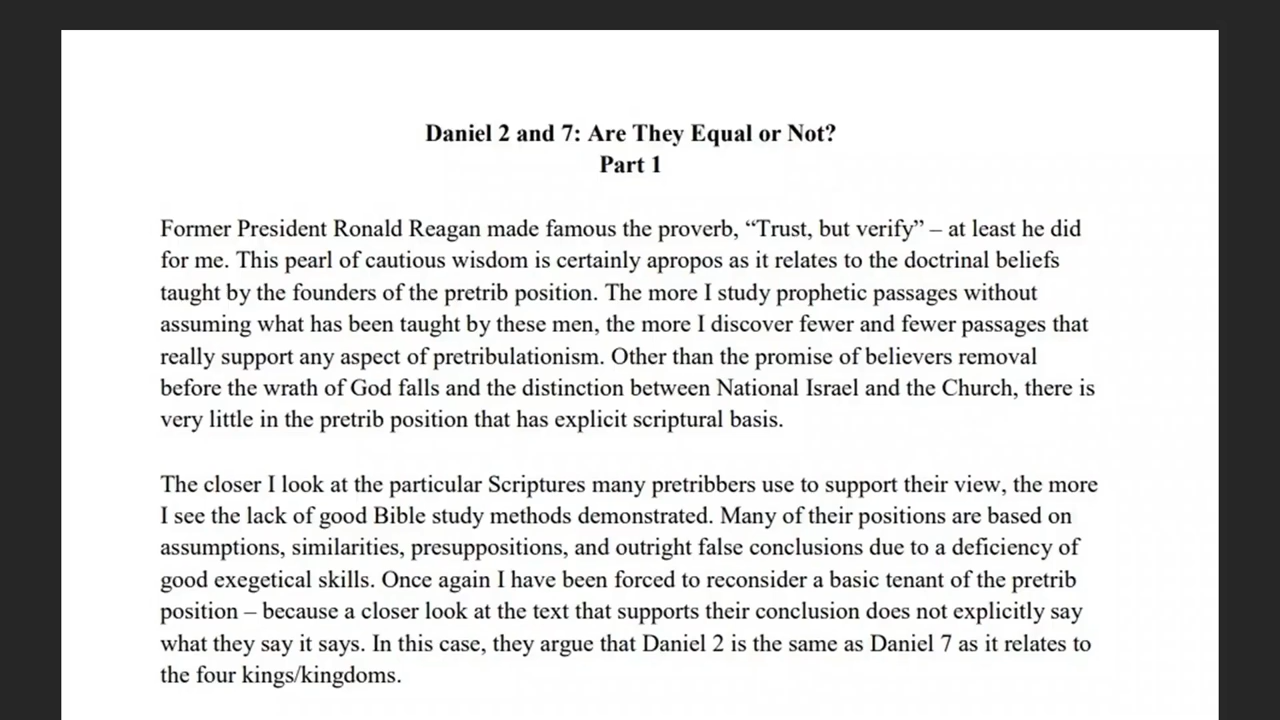 Daniel 2 and 7: Are They Equal or Not?
Part 1
Former President Ronald Reagan made famous the proverb, “Trust, but verify” – at least he did
for me. This pearl of cautious wisdom is certainly apropos as it relates to the doctrinal beliefs
taught by the founders of the pretrib position. The more I study prophetic passages without
assuming what has been taught by these men, the more I discover fewer and fewer passages that
really support any aspect of pretribulationism. Other than the promise of believers removal
before the wrath of God falls and the distinction between National Israel and the Church, there is
very little in the pretrib position that has explicit scriptural basis.
The closer I look at the particular Scriptures many pretribbers use to support their view, the more
I see the lack of good Bible study methods demonstrated. Many of their positions are based on
assumptions, similarities, presuppositions, and outright false conclusions due to a deficiency of
good exegetical skills. Once again I have been forced to reconsider a basic tenant of the pretrib
position – because a closer look at the text that supports their conclusion does not explicitly say
what they say it says. In this case, they argue that Daniel 2 is the same as Daniel 7 as it relates to
the four kings/kingdoms.